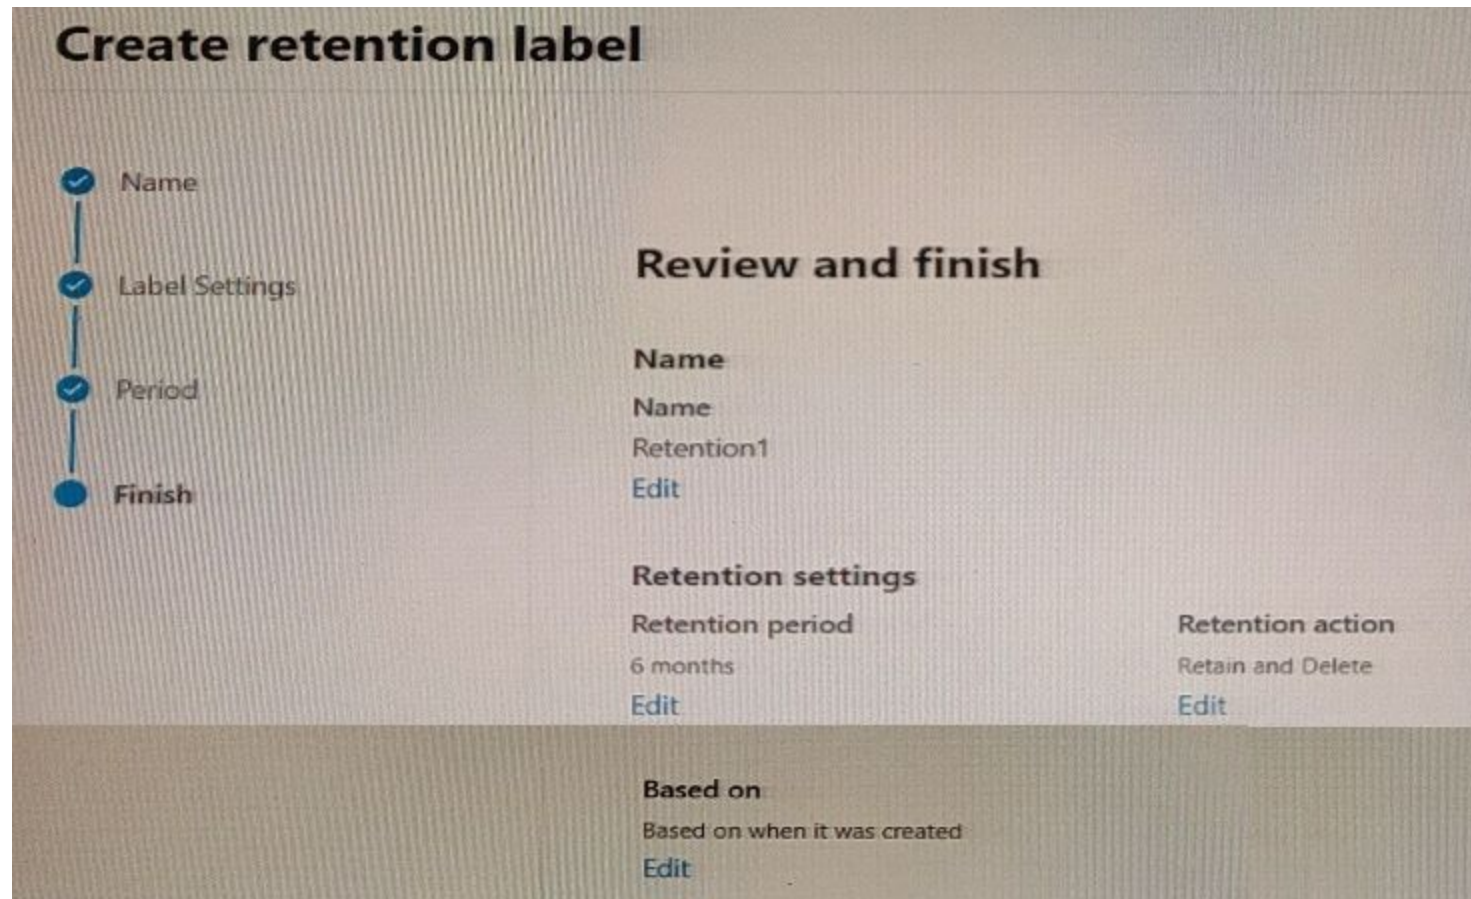 Create retention label
Name
Label Settings
Period
Finish
Review and finish
Name
Name
Retention1
Edit
Retention settings
Retention period
Retention action
6 months
Retain and Delete
Edit
Edit
Based on
Based on when it was created
Edit